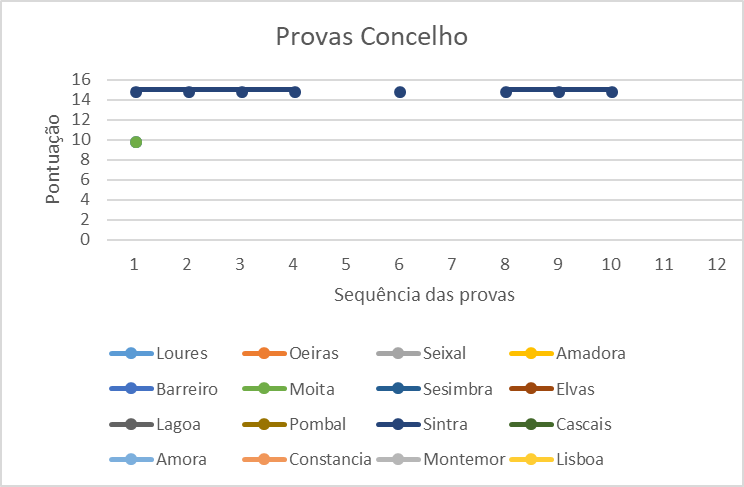 Provas Concelho
16
14
12
10
8
6
4
2
0
Pontuação
1 2 3 4 5 6 7 8 9 10 11 12
Sequência das provas
Loures Oeiras Seixal Amadora
Barreiro Moita Sesimbra Elvas
Lagoa Pombal Sintra Cascais
Amora Constancia Montemor Lisboa